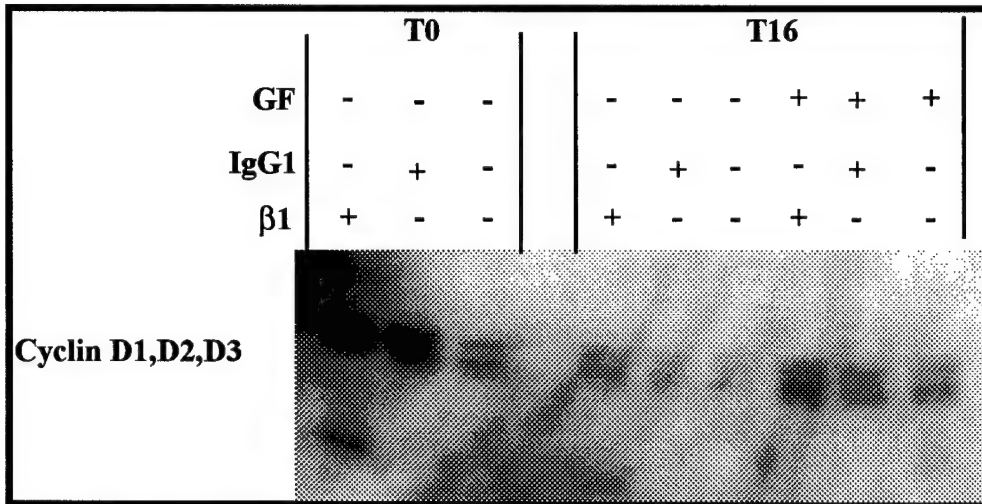 T0 T16
GF - - - - - - + + +
IgG1 - + - - + - - + -
β1 + - - + - - + - -
Cyclin D1,D2,D3